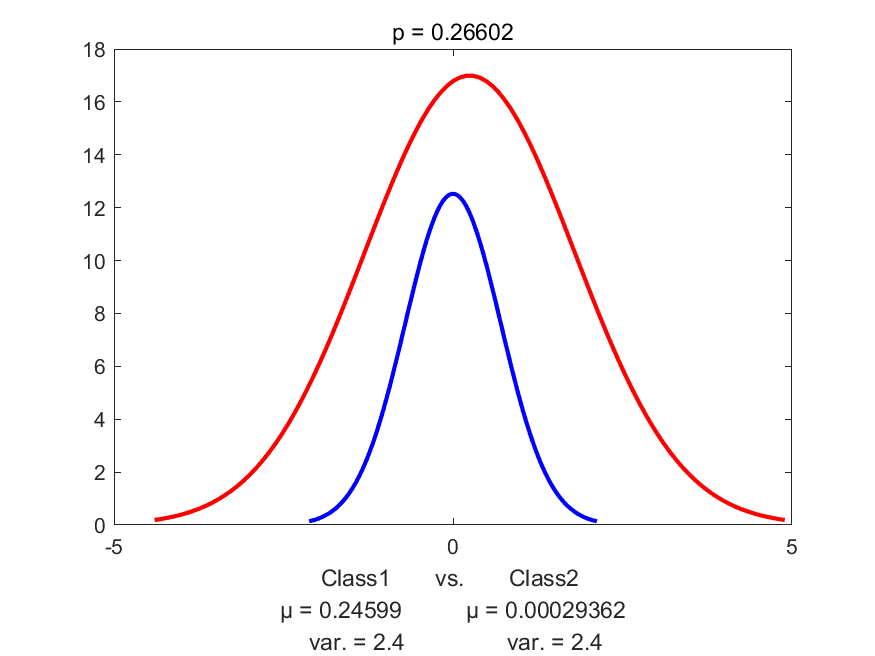 p = 0.26602
18
16
14
12
10
8
6
4
2
0
-5 0 5
Class1 vs. Class2
μ = 0.24599 μ = 0.00029362
var. = 2.4 var. = 2.4